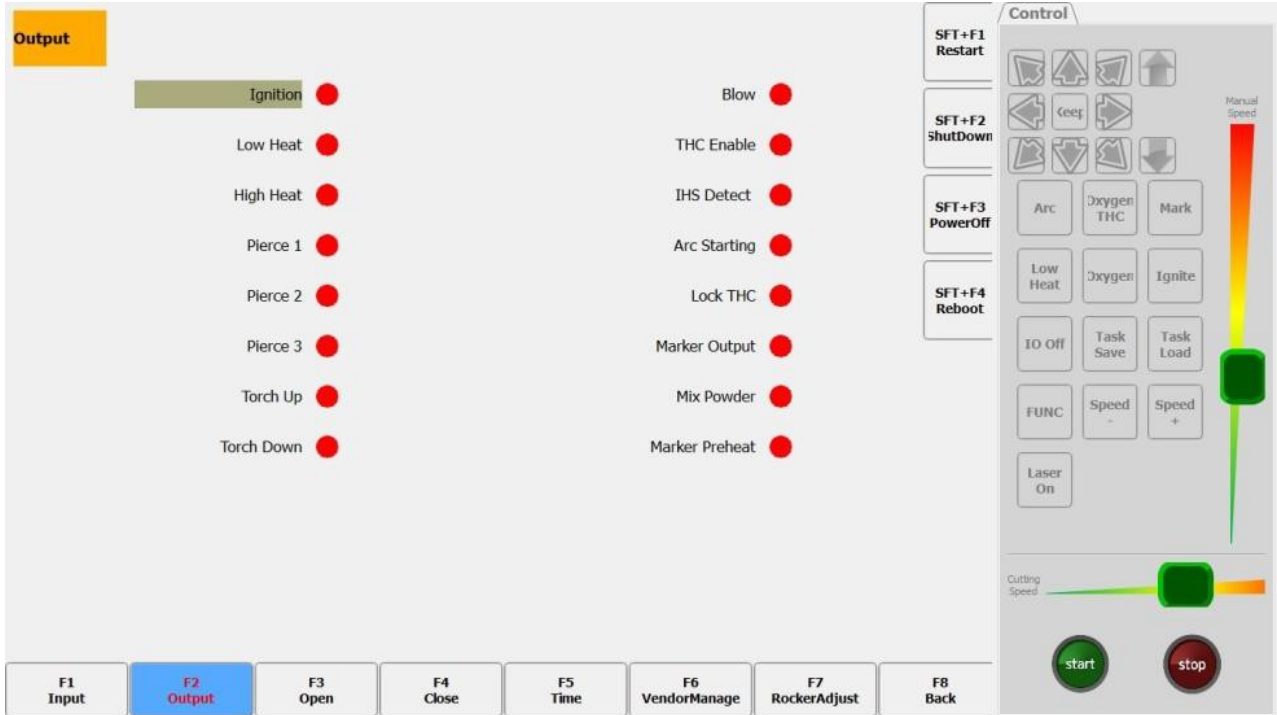 Output
Ignition
Low Heat
High Heat
Pierce 1
Pierce 2
Pierce 3
Torch Up
Torch Down
Blow
THC Enable
IHS Detect
Arc Starting
Lock THC
Marker Output
Mix Powder
Marker Preheat
SFT+F1
Restart
SFT+F2
ShutDown
SFT+F3
PowerOff
SFT+F4
Reboot
Control
Keep
Manual
Speed
Arc
Oxygen
THC
Mark
Low
Heat
Oxygen
Ignite
IO Off
Task
Save
Task
Load
FUNC
Speed
-
Speed
+
Laser
On
Cutting
Speed
start
stop
F1
Input
F2
Output
F3
Open
F4
Close
F5
Time
F6
VendorManage
F7
RockerAdjust
F8
Back